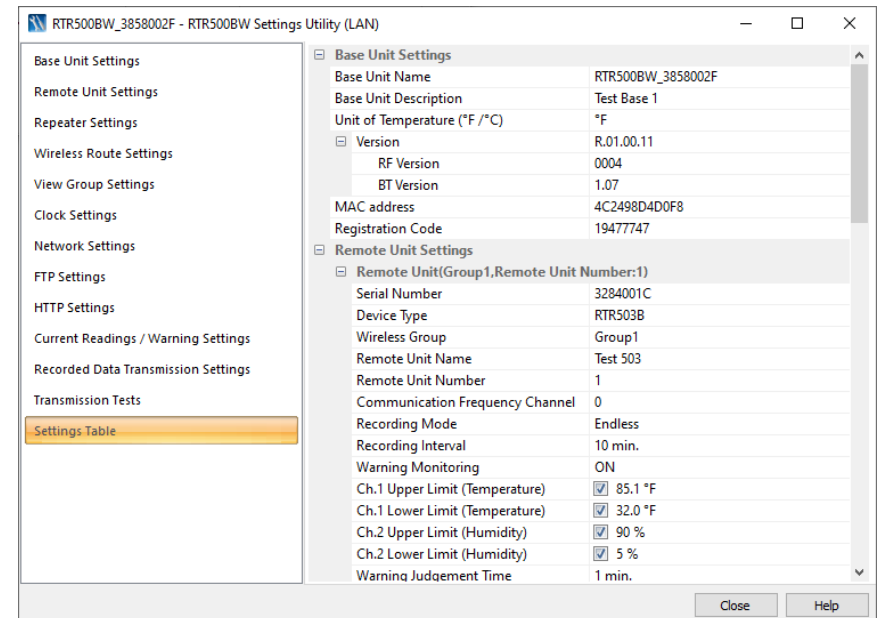 RTR500BW_3858002F - RTR500BW Settings Utility (LAN)
Base Unit Settings
Remote Unit Settings
Repeater Settings
Wireless Route Settings
View Group Settings
Clock Settings
Network Settings
FTP Settings
HTTP Settings
Current Readings / Warning Settings
Recorded Data Transmission Settings
Transmission Tests
Settings Table
Base Unit Settings
Base Unit Name RTR500BW_3858002F
Base Unit Description Test Base 1
Unit of Temperature (°F /°C) °F
Version R.01.00.11
RF Version 0004
BT Version 1.07
MAC address 4C2498D4D0F8
Registration Code 19477747
Remote Unit Settings
Remote Unit(Group1,Remote Unit Number:1)
Serial Number 3284001C
Device Type RTR503B
Wireless Group Group1
Remote Unit Name Test 503
Remote Unit Number 1
Communication Frequency Channel 0
Recording Mode Endless
Recording Interval 10 min.
Warning Monitoring ON
Ch.1 Upper Limit (Temperature) 85.1 °F
Ch.1 Lower Limit (Temperature) 32.0 °F
Ch.2 Upper Limit (Humidity) 90 %
Ch.2 Lower Limit (Humidity) 5 %
Warning Judgement Time 1 min.
Close Help